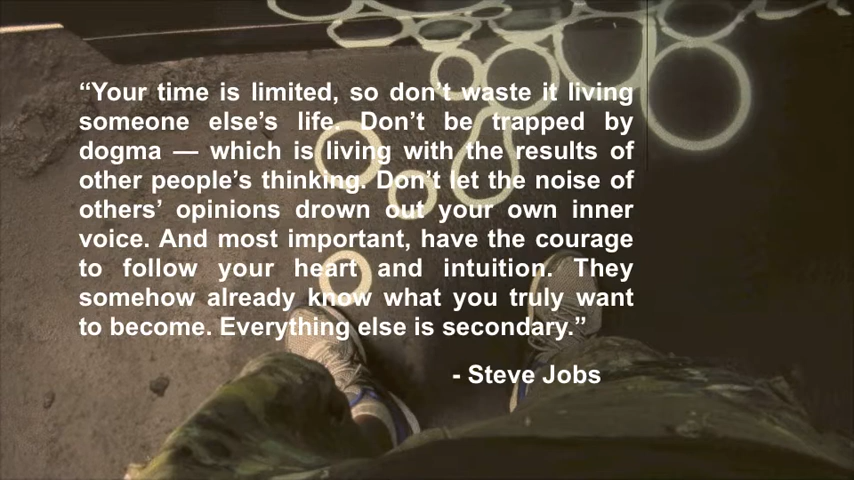 “Your time is limited, so don’t waste it living
someone else’s life. Don’t be trapped by
dogma — which is living with the results of
other people’s thinking. Don’t let the noise of
others’ opinions drown out your own inner
voice. And most important, have the courage
to follow your heart and intuition. They
somehow already know what you truly want
to become. Everything else is secondary.”
- Steve Jobs